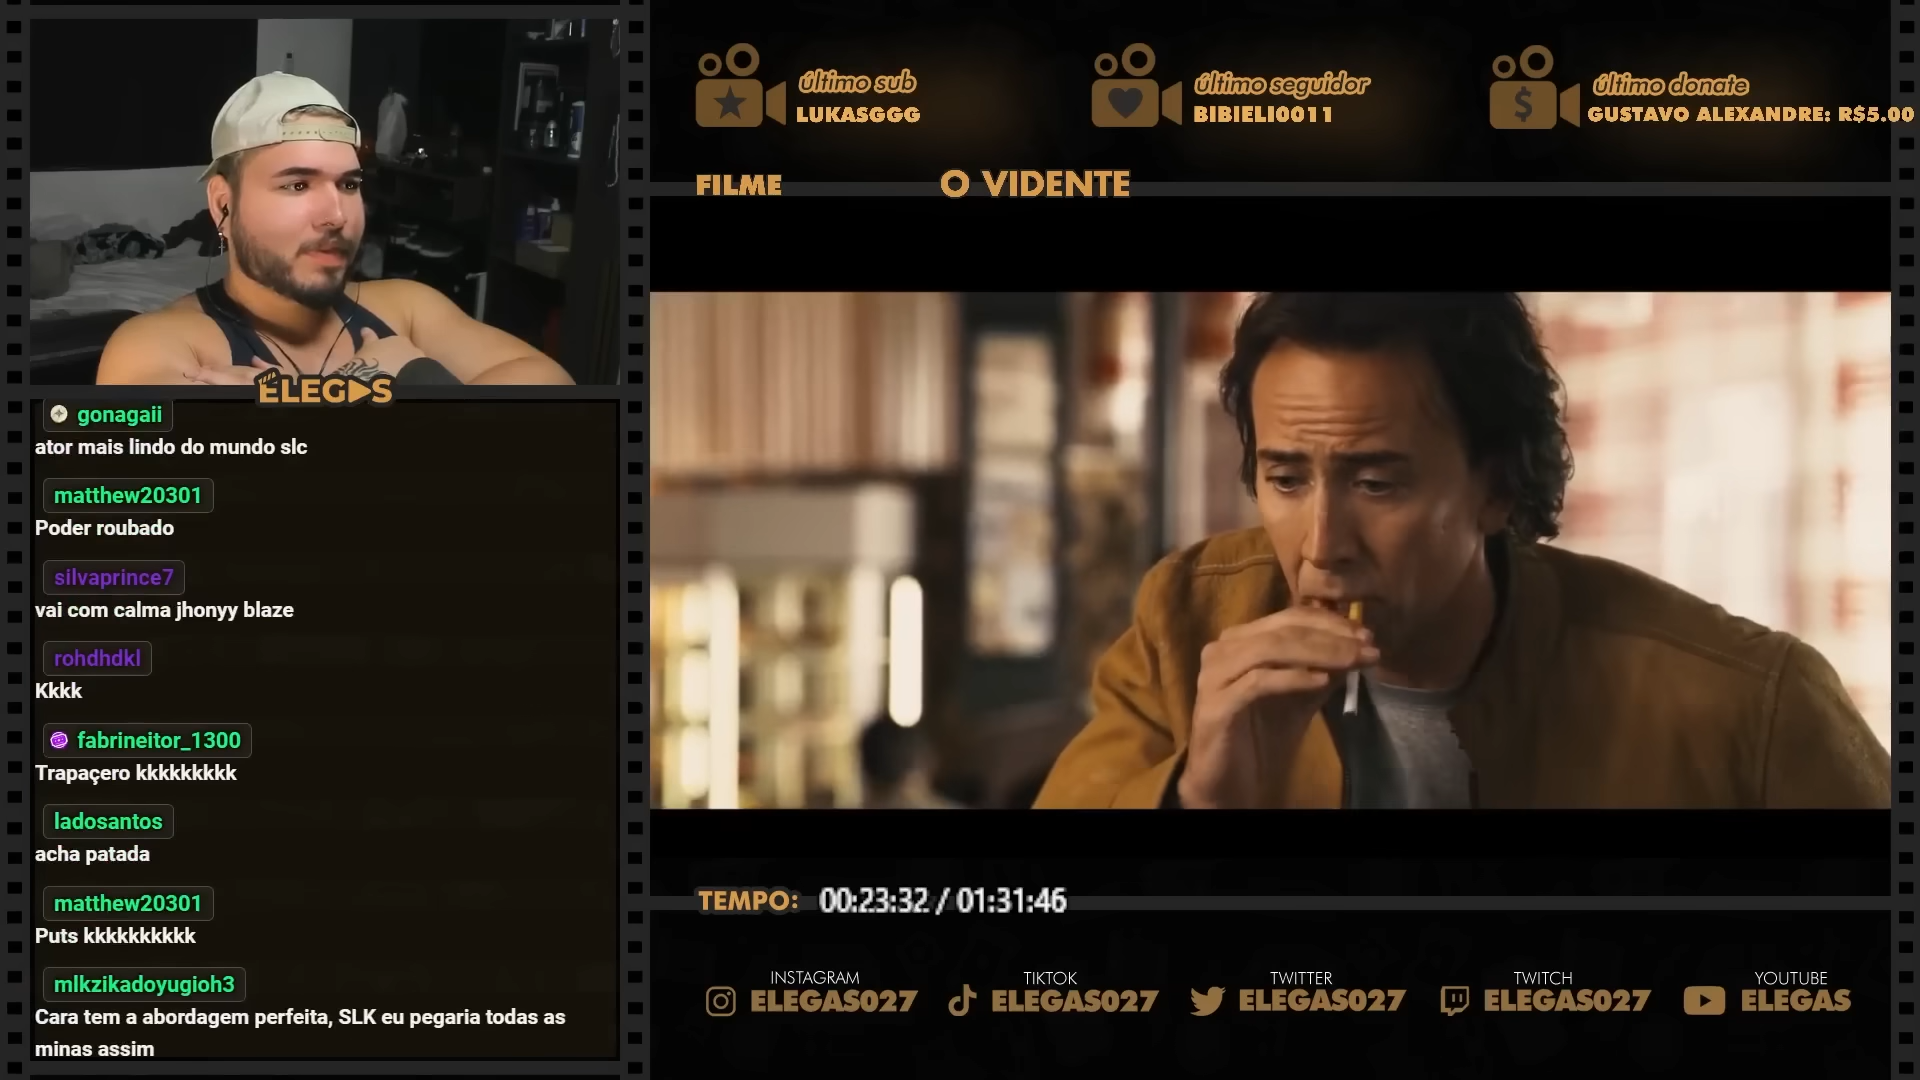 último sub
LUKASGGG
último seguidor
BIBIELI0011
último donate
GUSTAVO ALEXANDRE: R$5.00
FILME
O VIDENTE
ELEGAS
gonagaii
ator mais lindo do mundo slc
matthew20301
Poder roubado
silvaprince7
vai com calma jhonyy blaze
rohdhdkl
Kkkk
fabrineitor_1300
Trapaçero kkkkkkkkk
ladosantos
acha patada
matthew20301
Puts kkkkkkkkkk
mlkzikadoyugioh3
Cara tem a abordagem perfeita, SLK eu pegaria todas as
minas assim
TEMPO: 00:23:32 / 01:31:46
INSTAGRAM
ELEGAS027
TIKTOK
ELEGAS027
TWITTER
ELEGAS027
TWITCH
ELEGAS027
YOUTUBE
ELEGAS